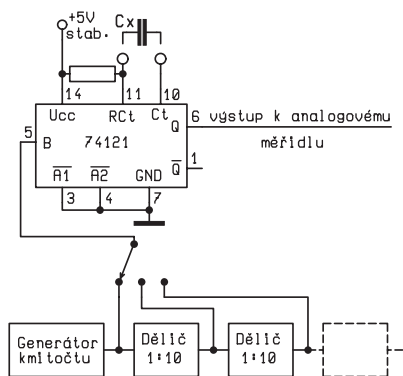 +5V
stab.
Cx
14
11
10
Ucc
RCt
Ct
Q
6
výstup k analogovému
měřidlu
5
B
74121
Q
1
A1
A2
GND
3
4
7
Generátor
kmitočtu
Dělič
1:10
Dělič
1:10